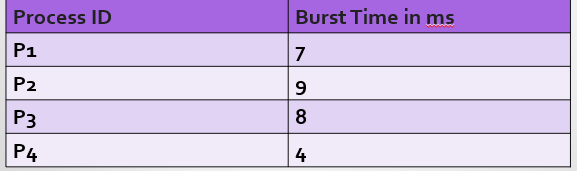 Process ID Burst Time in ms
P1 7
P2 9
P3 8
P4 4